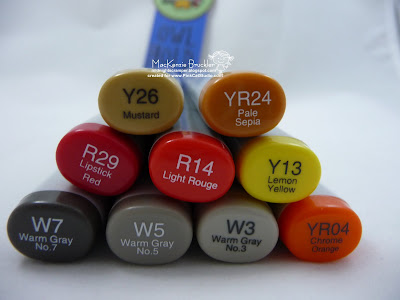 MacKenzie Bruckler
Y26
Mustard
YR24
Pale
Sepia
R29
Lipstick
Red
R14
Light Rouge
Y13
Lemon
Yellow
W7
Warm Gray
No.7
W5
Warm Gray
No.5
W3
Warm Gray
No.3
YR04
Chrome
Orange